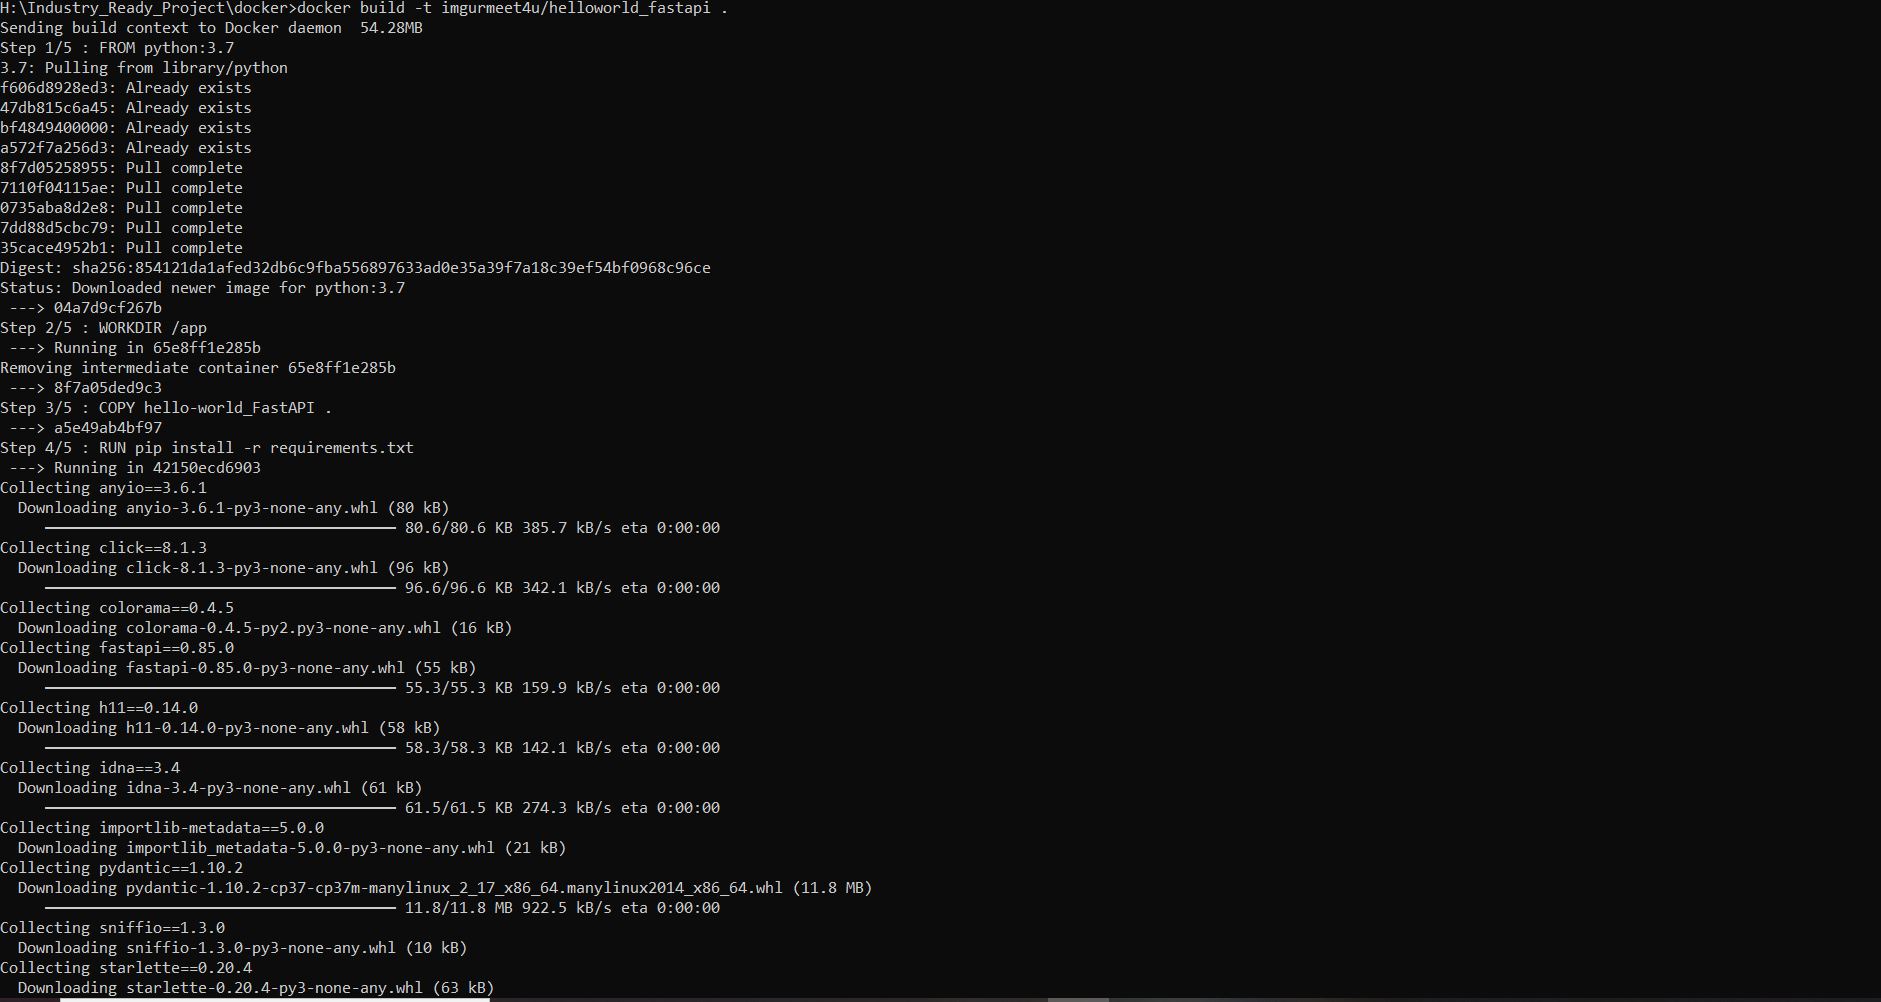 H:\Industry_Ready_Project\docker>docker build -t imgurmeet4u/helloworld_fastapi .
Sending build context to Docker daemon  54.28MB
Step 1/5 : FROM python:3.7
3.7: Pulling from library/python
f606d8928ed3: Already exists
47db815c6a45: Already exists
bf4849400000: Already exists
a572f7a256d3: Already exists
8f7d05258955: Pull complete
7110f04115ae: Pull complete
0735aba8d2e8: Pull complete
7dd88d5cbc79: Pull complete
35cace4952b1: Pull complete
Digest: sha256:854121da1afed32db6c9fba556897633ad0e35a39f7a18c39ef54bf0968c96ce
Status: Downloaded newer image for python:3.7
 ---> 04a7d9cf267b
Step 2/5 : WORKDIR /app
 ---> Running in 65e8ff1e285b
Removing intermediate container 65e8ff1e285b
 ---> 8f7a05ded9c3
Step 3/5 : COPY hello-world_FastAPI .
 ---> a5e49ab4bf97
Step 4/5 : RUN pip install -r requirements.txt
 ---> Running in 42150ecd6903
Collecting anyio==3.6.1
  Downloading anyio-3.6.1-py3-none-any.whl (80 kB)
     80.6/80.6 KB 385.7 kB/s eta 0:00:00
Collecting click==8.1.3
  Downloading click-8.1.3-py3-none-any.whl (96 kB)
     96.6/96.6 KB 342.1 kB/s eta 0:00:00
Collecting colorama==0.4.5
  Downloading colorama-0.4.5-py2.py3-none-any.whl (16 kB)
Collecting fastapi==0.85.0
  Downloading fastapi-0.85.0-py3-none-any.whl (55 kB)
     55.3/55.3 KB 159.9 kB/s eta 0:00:00
Collecting h11==0.14.0
  Downloading h11-0.14.0-py3-none-any.whl (58 kB)
     58.3/58.3 KB 142.1 kB/s eta 0:00:00
Collecting idna==3.4
  Downloading idna-3.4-py3-none-any.whl (61 kB)
     61.5/61.5 KB 274.3 kB/s eta 0:00:00
Collecting importlib-metadata==5.0.0
  Downloading importlib_metadata-5.0.0-py3-none-any.whl (21 kB)
Collecting pydantic==1.10.2
  Downloading pydantic-1.10.2-cp37-cp37m-manylinux_2_17_x86_64.manylinux2014_x86_64.whl (11.8 MB)
     11.8/11.8 MB 922.5 kB/s eta 0:00:00
Collecting sniffio==1.3.0
  Downloading sniffio-1.3.0-py3-none-any.whl (10 kB)
Collecting starlette==0.20.4
  Downloading starlette-0.20.4-py3-none-any.whl (63 kB)